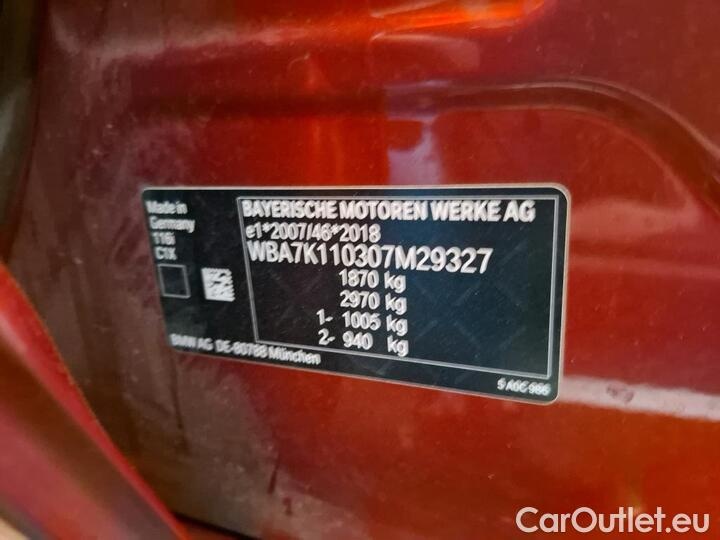 Made in
Germany
116i
C1X
BAYERISCHE MOTOREN WERKE AG
e1*2007/46*2018
WBA7K110307M29327
1870 kg
2970 kg
1- 1005 kg
2- 940 kg
BMW AG DE-80788 München
CarOutlet.eu